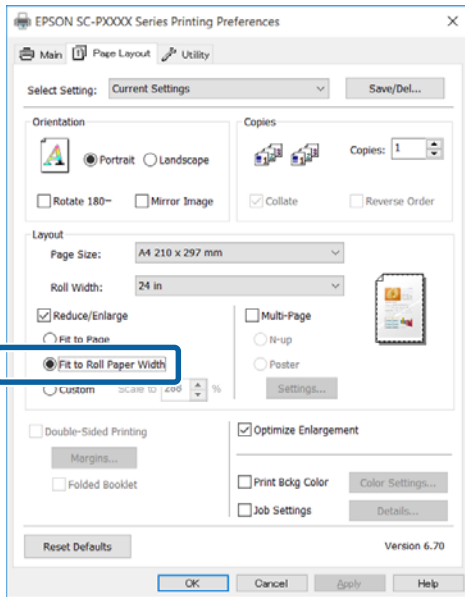 EPSON SC-PXXXX Series Printing Preferences
Main Page Layout Utility
Select Setting: Current Settings Save/Del...
Orientation Copies
Portrait Landscape Copies: 1
Rotate 180° Mirror Image Collate Reverse Order
Layout
Page Size: A4 210 x 297 mm
Roll Width: 24 in
Reduce/Enlarge Multi-Page
Fit to Page N-up
Fit to Roll Paper Width Poster
Custom Scale to % Settings...
Double-Sided Printing Optimize Enlargement
Margins...
Folded Booklet Print Bckg Color Color Settings...
Job Settings Details...
Reset Defaults Version 6.70
OK Cancel Apply Help